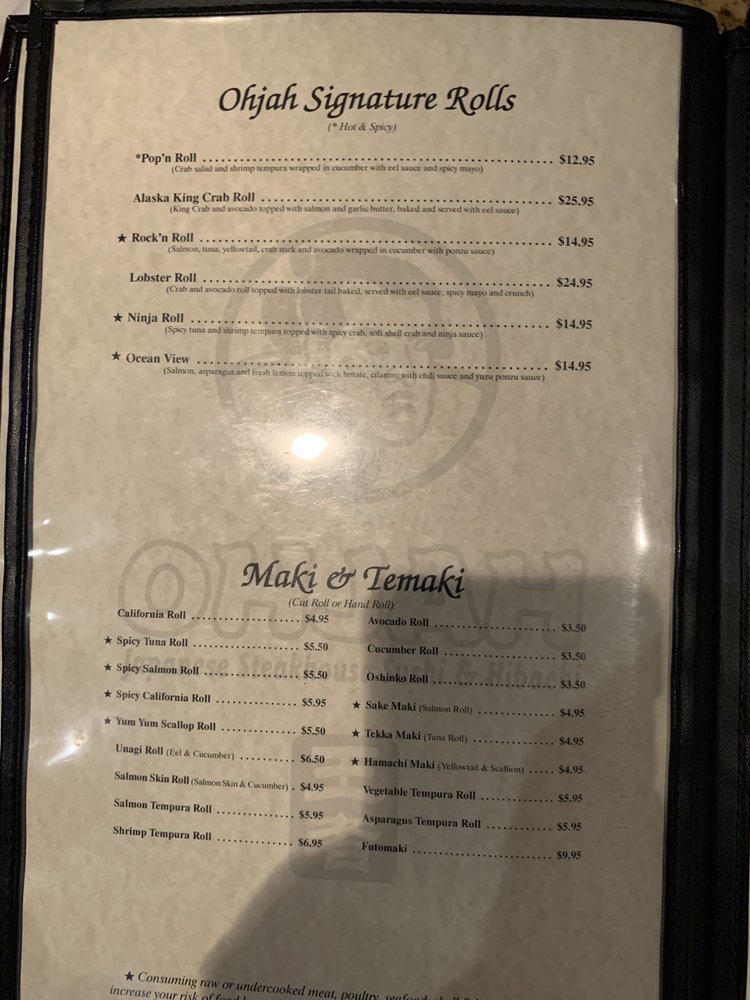 Ohjah Signature Rolls
(* Hot & Spicy)
*Pop'n Roll ........ $12.95
(Crab salad and shrimp tempura wrapped in cucumber with eel sauce and spicy mayo)
Alaska King Crab Roll ........ $25.95
(King Crab and avocado topped with salmon and garlic butter, baked and served with eel sauce)
★ Rock'n Roll ........ $14.95
(Salmon, tuna, yellowtail, crab stick and avocado wrapped in cucumber with ponzu sauce)
Lobster Roll ........ $24.95
(Crab and avocado roll topped with lobster tail baked, served with eel sauce, spicy mayo and crunch)
★ Ninja Roll ........ $14.95
(Spicy tuna and shrimp tempura topped with spicy crab, soft shell crab and ninja sauce)
★ Ocean View ........ $14.95
(Salmon, asparagus and fresh lemon topped with hotate, cilantro with chili sauce and yuzu ponzu sauce)
OHJAH
Japanese Steakhouse Sushi & Hibachi
Maki & Temaki
(Cut Roll or Hand Roll)
California Roll ........ $4.95
★ Spicy Tuna Roll ........ $5.50
★ Spicy Salmon Roll ........ $5.50
★ Spicy California Roll ........ $5.95
★ Yum Yum Scallop Roll ........ $5.50
Unagi Roll (Eel & Cucumber) ........ $6.50
Salmon Skin Roll (Salmon Skin & Cucumber) . $4.95
Salmon Tempura Roll ........ $5.95
Shrimp Tempura Roll ........ $6.95
Avocado Roll ........ $3.50
Cucumber Roll ........ $3.50
Oshinko Roll ........ $3.50
★ Sake Maki (Salmon Roll) ........ $4.95
★ Tekka Maki (Tuna Roll) ........ $4.95
★ Hamachi Maki (Yellowtail & Scallion) ..... $4.95
Vegetable Tempura Roll ........ $5.95
Asparagus Tempura Roll ........ $5.95
Futomaki ........ $9.95
★ Consuming raw or undercooked meat, poultry, seafood,
increase your risk of